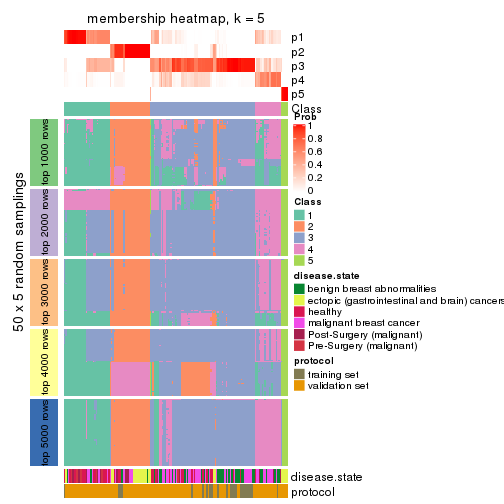 membership heatmap, k = 5
p1
p2
p3
p4
p5
Class
Prob
1
0.8
0.6
0.4
0.2
0
Class
1
2
3
4
5
disease.state
benign breast abnormalities
ectopic (gastrointestinal and brain) cancers
healthy
malignant breast cancer
Post-Surgery (malignant)
Pre-Surgery (malignant)
protocol
training set
validation set
50 x 5 random samplings
top 1000 rows
top 2000 rows
top 3000 rows
top 4000 rows
top 5000 rows
disease.state
protocol